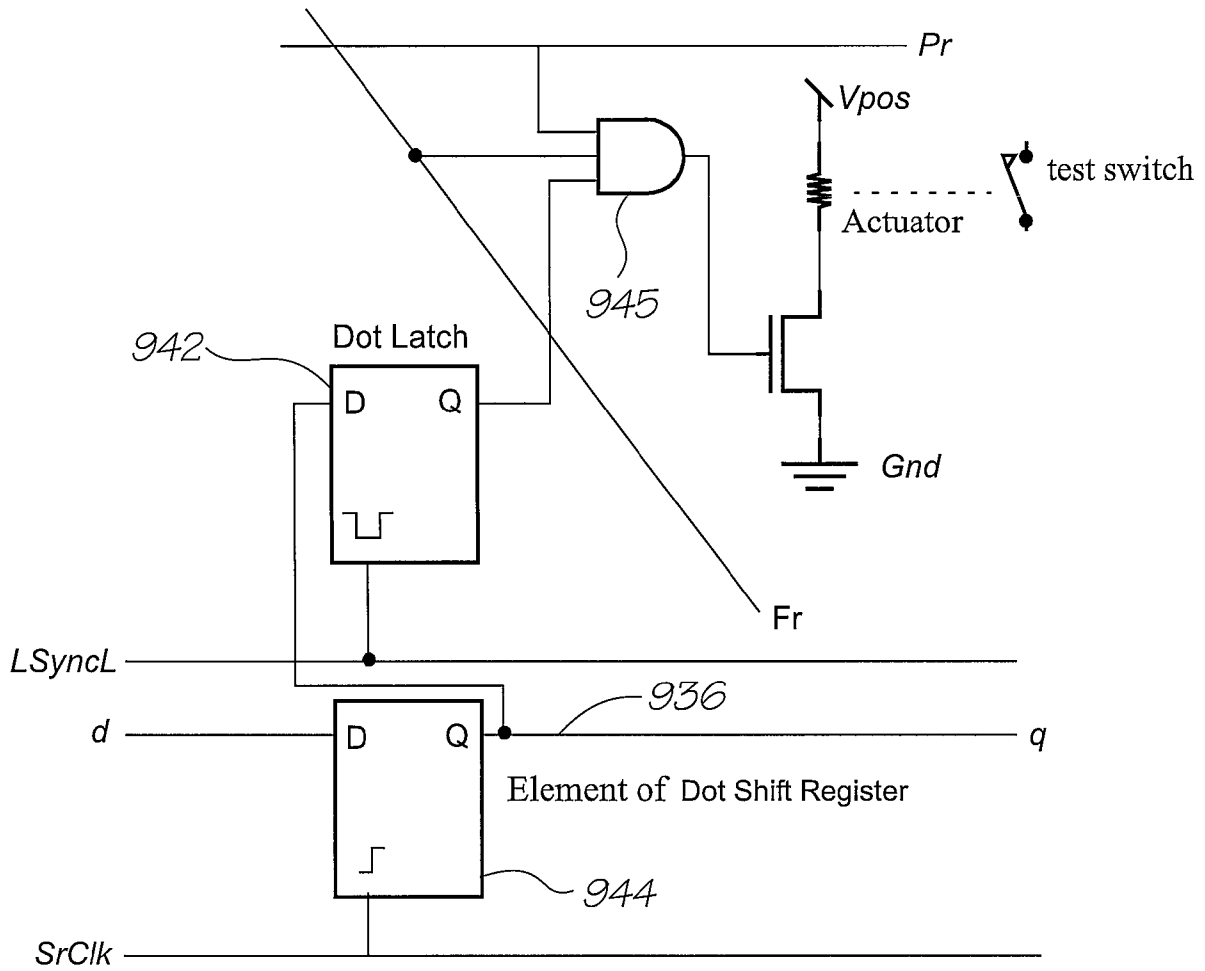 Pr
Vpos
test switch
Actuator
945
Dot Latch
942
D Q
Gnd
Fr
LSyncL
936
d D Q q
Element of Dot Shift Register
944
SrClk